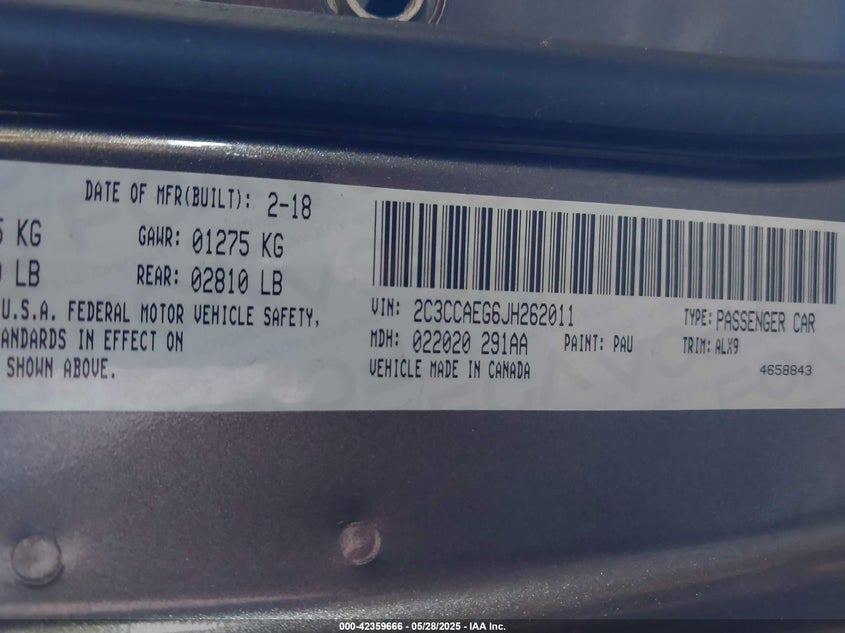 DATE OF MFR(BUILT): 2-18
KG GAWR: 01275 KG
LB REAR: 02810 LB
U.S.A. FEDERAL MOTOR VEHICLE SAFETY,
ANDARDS IN EFFECT ON
SHOWN ABOVE.
VIN: 2C3CCAEG6JH262011 TYPE: PASSENGER CAR
MDH: 022020 291AA PAINT: PAU TRIM: ALX9
VEHICLE MADE IN CANADA 4658843
000-42359666 - 05/28/2025 - IAA Inc.